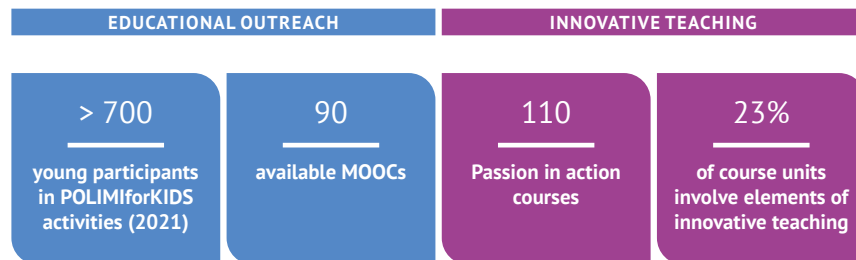 EDUCATIONAL OUTREACH
INNOVATIVE TEACHING
> 700
young participants
in POLIMIforKIDS
activities (2021)
90
available MOOCs
110
Passion in action
courses
23%
of course units
involve elements of
innovative teaching